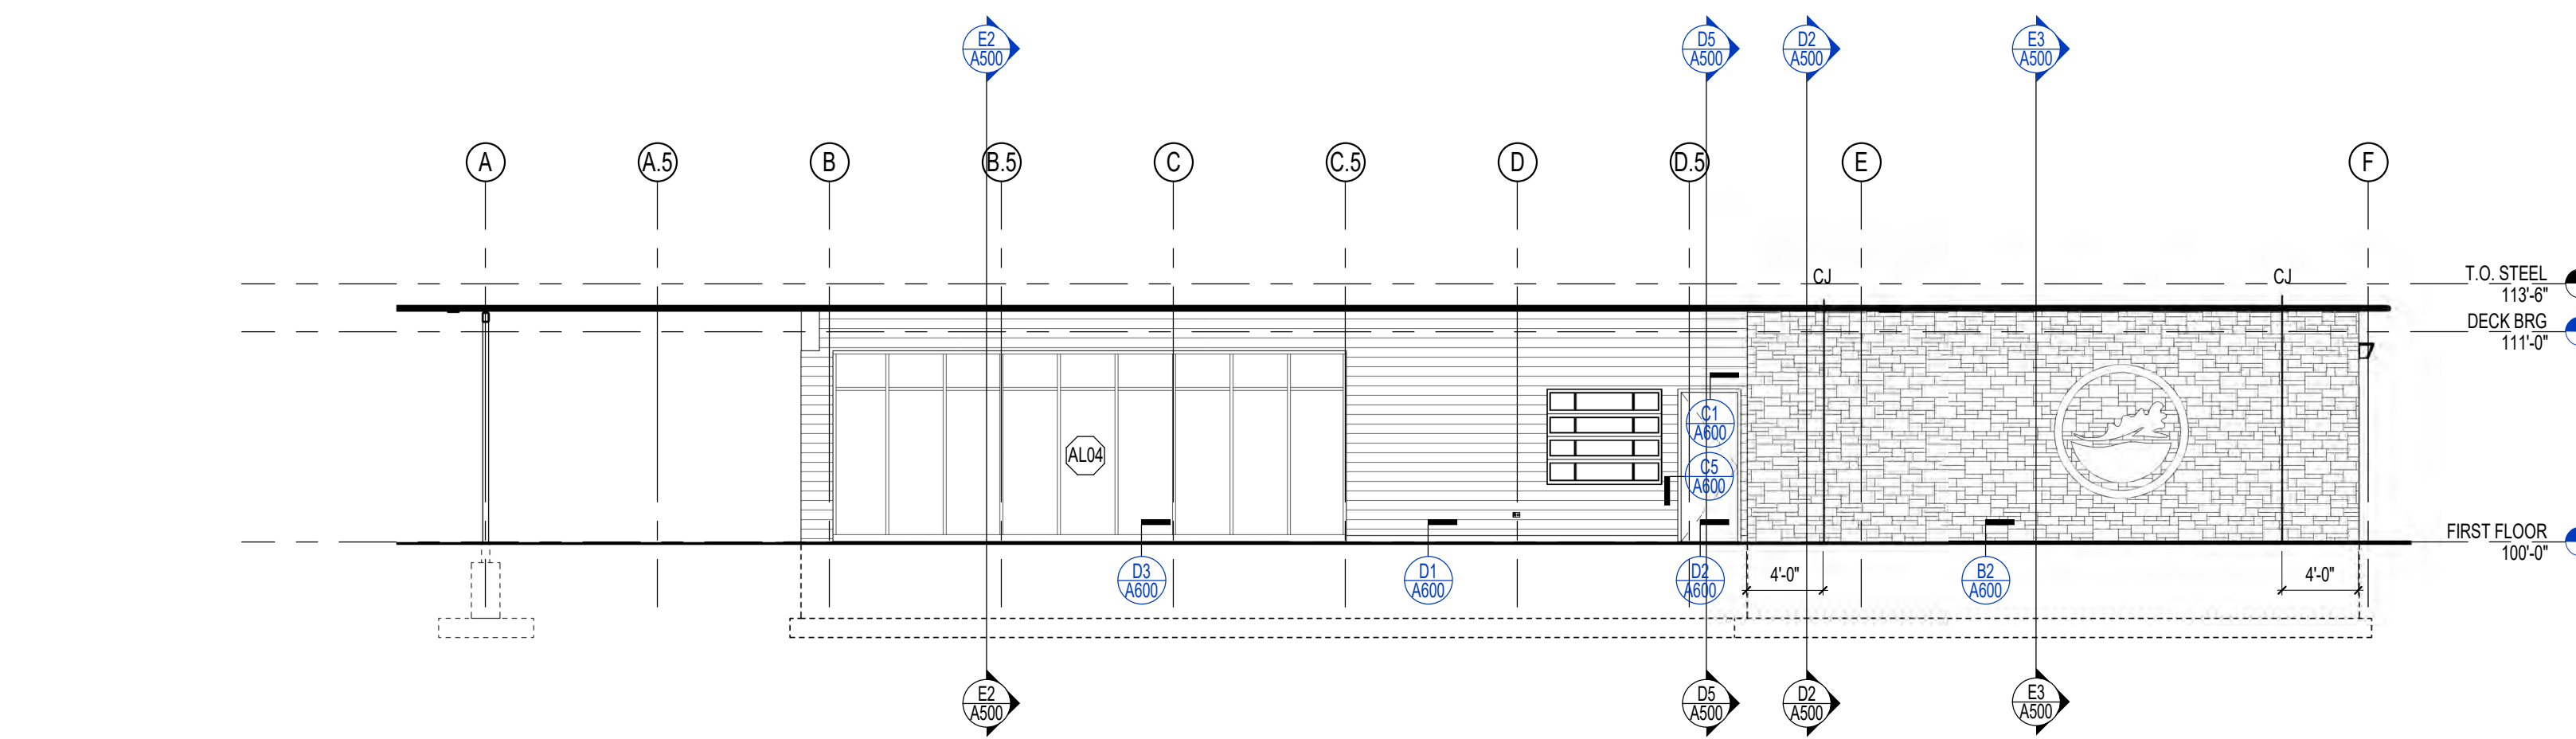 E2
A500
D5
A500
D2
A500
E3
A500
A
A.5
B
B.5
C
C.5
D
D.5
E
F
CJ
CJ
T.O. STEEL
113'-6"
DECK BRG
111'-0"
C1
A600
AL04
C5
A600
FIRST FLOOR
100'-0"
D3
A600
D1
A600
D2
A600
4'-0"
B2
A600
4'-0"
E2
A500
D5
A500
D2
A500
E3
A500